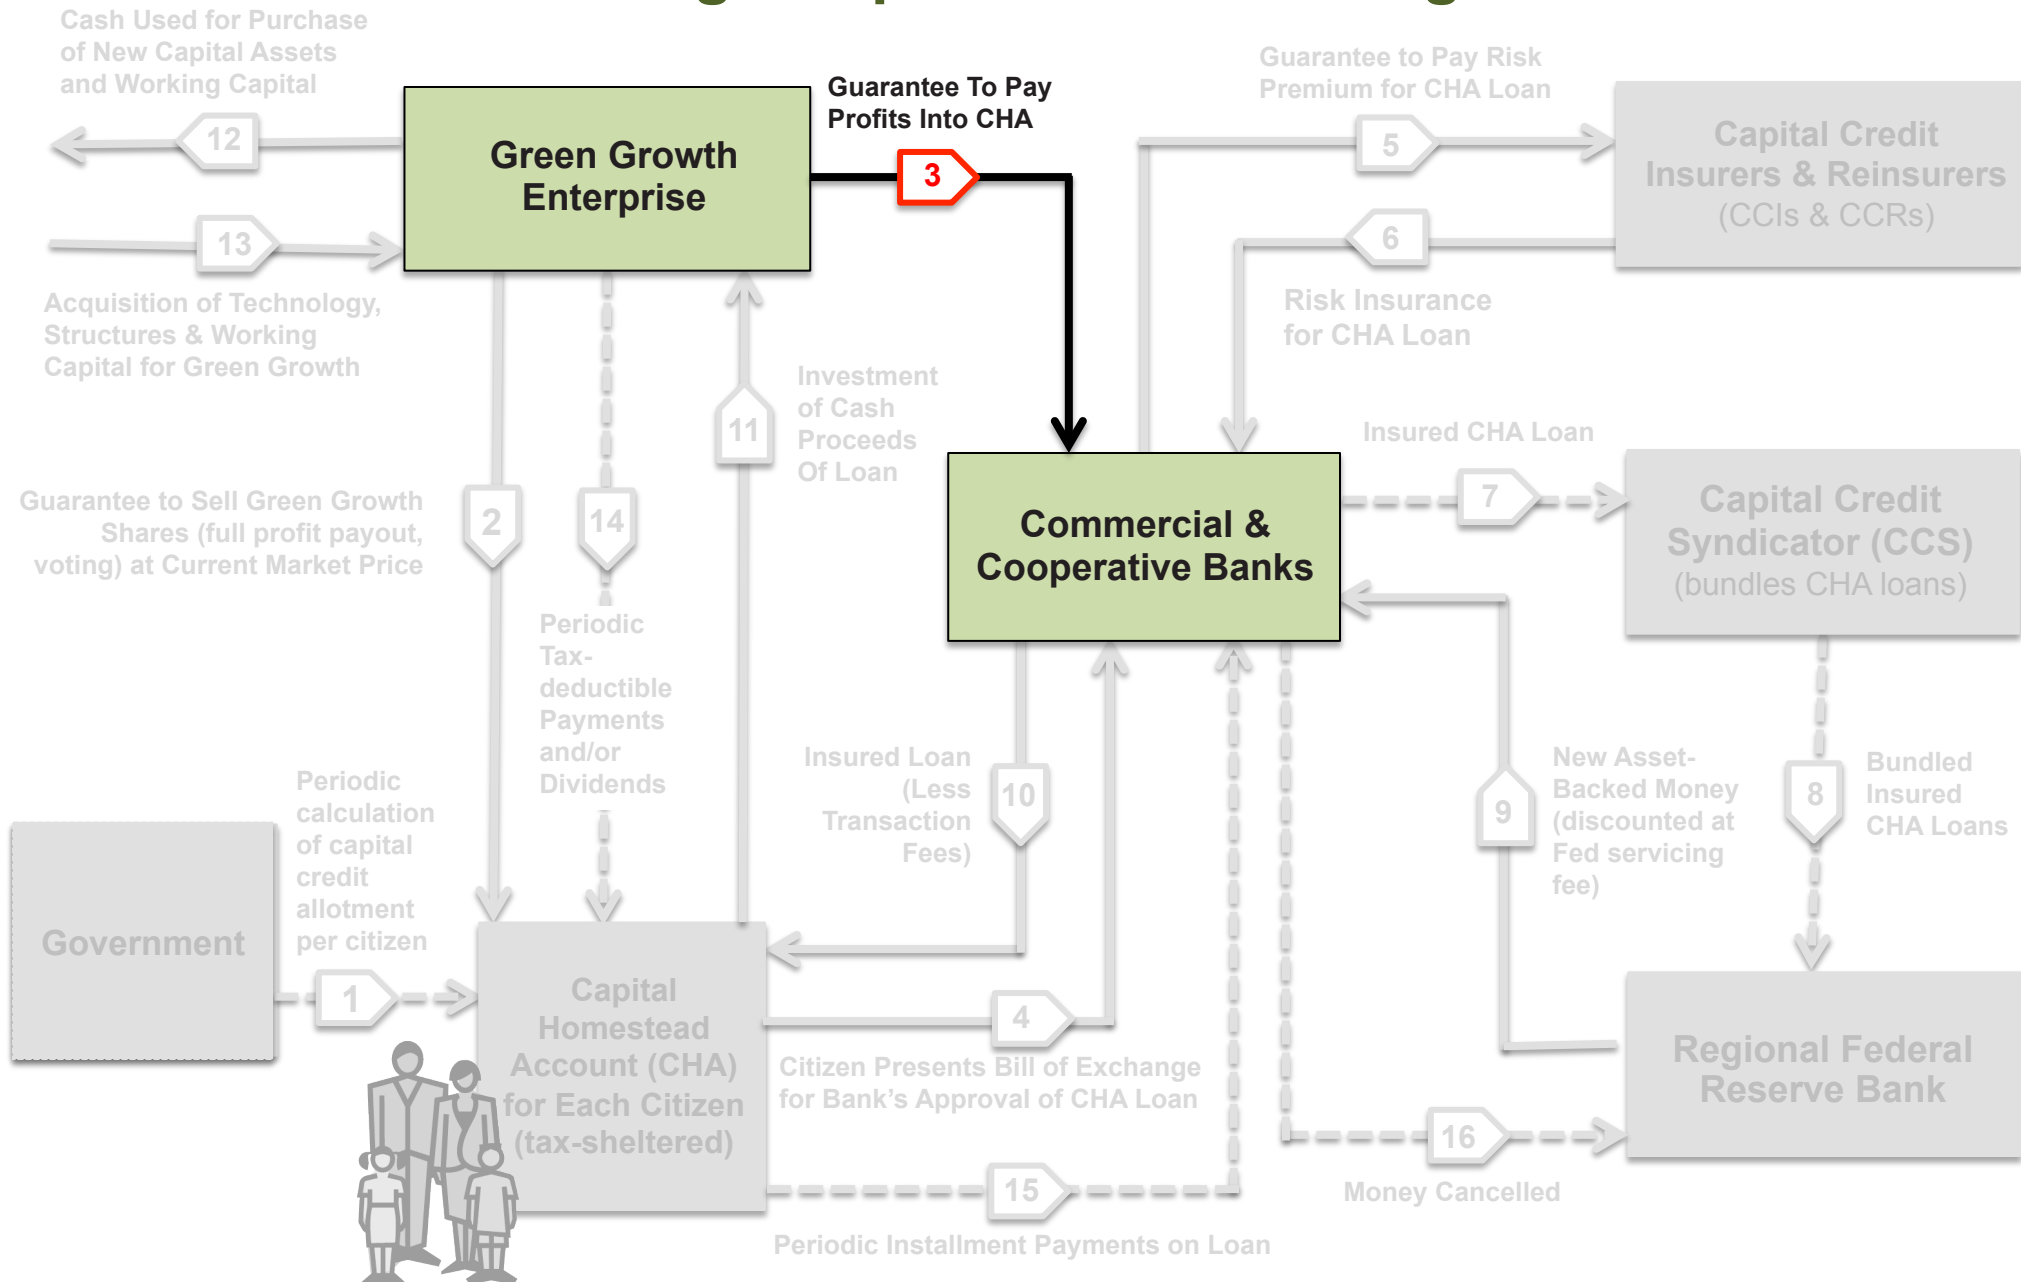 Cash Used for Purchase
of New Capital Assets
and Working Capital
12
13
Acquisition of Technology,
Structures & Working
Capital for Green Growth
Green Growth
Enterprise
Guarantee To Pay
Profits Into CHA
3
Guarantee to Pay Risk
Premium for CHA Loan
5
Capital Credit
Insurers & Reinsurers
(CCIs & CCRs)
6
Risk Insurance
for CHA Loan
Guarantee to Sell Green Growth
Shares (full profit payout,
voting) at Current Market Price
2
14
Periodic
Tax-
deductible
Payments
and/or
Dividends
11
Investment
of Cash
Proceeds
Of Loan
Commercial &
Cooperative Banks
Insured CHA Loan
7
Capital Credit
Syndicator (CCS)
(bundles CHA loans)
Insured Loan
(Less
Transaction
Fees)
10
9
New Asset-
Backed Money
(discounted at
Fed servicing
fee)
8
Bundled
Insured
CHA Loans
Government
Periodic
calculation
of capital
credit
allotment
per citizen
1
Capital
Homestead
Account (CHA)
for Each Citizen
(tax-sheltered)
4
Citizen Presents Bill of Exchange
for Bank’s Approval of CHA Loan
15
Periodic Installment Payments on Loan
16
Money Cancelled
Regional Federal
Reserve Bank